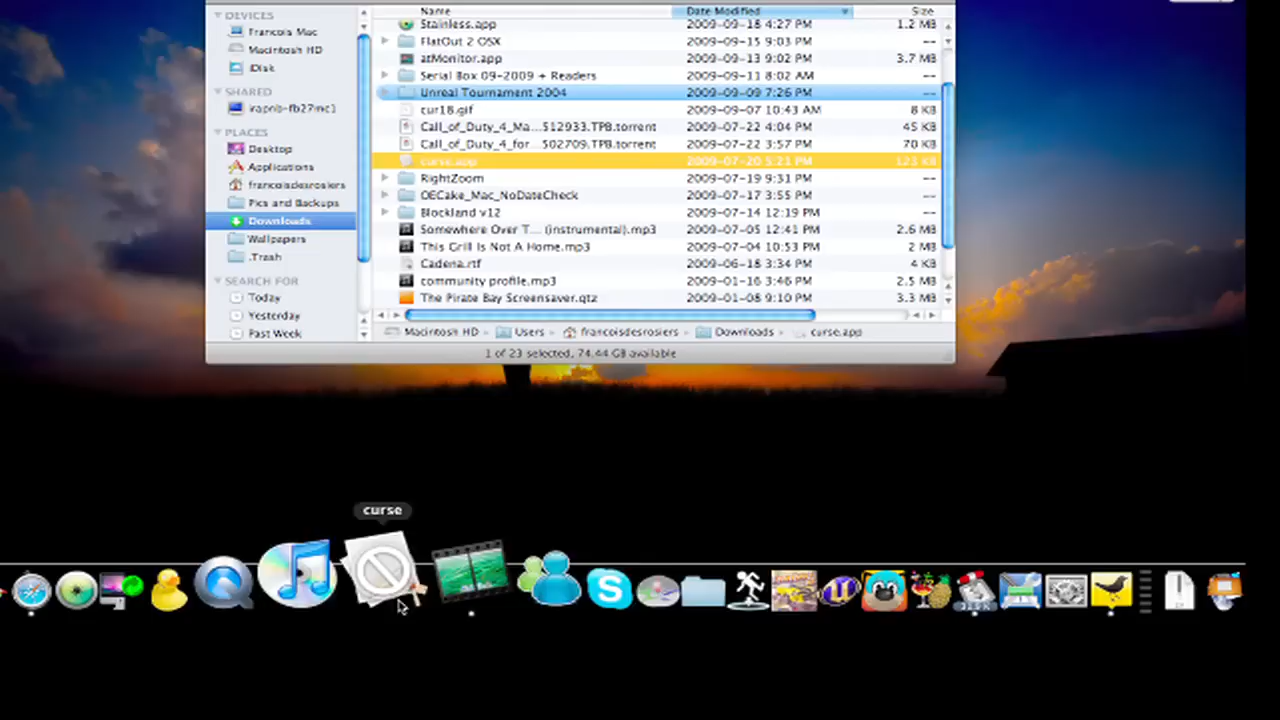 Name Date Modified Size
DEVICES
Francois Mac
Macintosh HD
iDisk
SHARED
PLACES
Desktop
Applications
francoisdesrosiers
Pics and Backups
Downloads
Wallpapers
.Trash
SEARCH FOR
Today
Yesterday
Past Week
Stainless.app 2009-09-18 4:27 PM 1.2 MB
FlatOut 2 OSX 2009-09-15 9:03 PM --
atMonitor.app 2009-09-13 9:02 PM 3.7 MB
Serial Box 09-2009 + Readers 2009-09-11 8:02 AM --
Unreal Tournament 2004 2009-09-09 7:26 PM --
cur18.gif 2009-09-07 10:43 AM 8 KB
Call_of_Duty_4_Ma...512933.TPB.torrent 2009-07-22 4:04 PM 45 KB
Call_of_Duty_4_for...502709.TPB.torrent 2009-07-22 3:57 PM 70 KB
curse.app 2009-07-20 5:21 PM 123 KB
RightZoom 2009-07-19 9:31 PM --
OECake_Mac_NoDateCheck 2009-07-17 3:55 PM --
Blockland v12 2009-07-14 12:19 PM --
Somewhere Over T... (instrumental).mp3 2009-07-05 12:41 PM 2.6 MB
This Grill Is Not A Home.mp3 2009-07-04 10:53 PM 2 MB
Cadena.rtf 2009-06-18 3:34 PM 4 KB
community profile.mp3 2009-01-16 3:46 PM 2.5 MB
The Pirate Bay Screensaver.qtz 2009-01-08 9:10 PM 3.3 MB
Macintosh HD Users francoisdesrosiers Downloads curse.app
1 of 23 selected, 74.44 GB available
curse